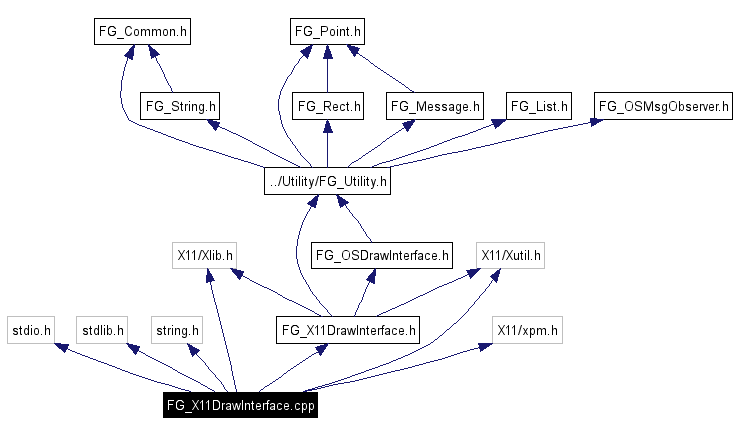 FG_Common.h
FG_Point.h
FG_String.h
FG_Rect.h
FG_Message.h
FG_List.h
FG_OSMsgObserver.h
../Utility/FG_Utility.h
X11/Xlib.h
FG_OSDrawInterface.h
X11/Xutil.h
stdio.h
stdlib.h
string.h
FG_X11DrawInterface.h
X11/xpm.h
FG_X11DrawInterface.cpp